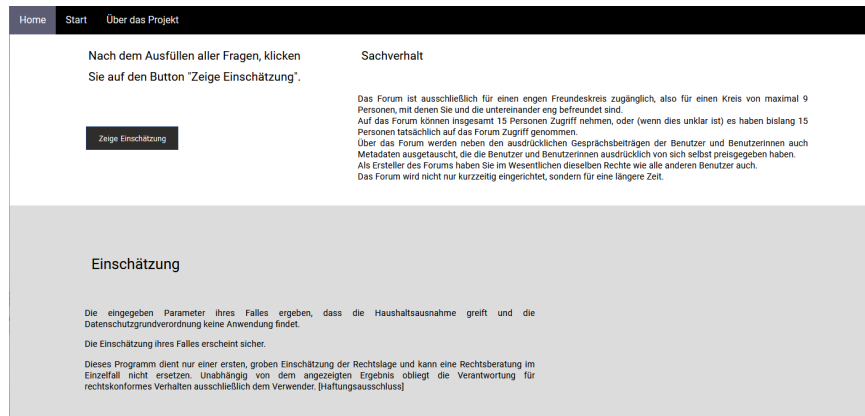 Home Start Über das Projekt
Nach dem Ausfüllen aller Fragen, klicken
Sie auf den Button "Zeige Einschätzung".
Zeige Einschätzung
Sachverhalt
Das Forum ist ausschließlich für einen engen Freundeskreis zugänglich, also für einen Kreis von maximal 9
Personen, mit denen Sie und die untereinander eng befreundet sind.
Auf das Forum können insgesamt 15 Personen Zugriff nehmen, oder (wenn dies unklar ist) es haben bislang 15
Personen tatsächlich auf das Forum Zugriff genommen.
Über das Forum werden neben den ausdrücklichen Gesprächsbeiträgen der Benutzer und Benutzerinnen auch
Metadaten ausgetauscht, die die Benutzer und Benutzerinnen ausdrücklich von sich selbst preisgegeben haben.
Als Ersteller des Forums haben Sie im Wesentlichen dieselben Rechte wie alle anderen Benutzer auch.
Das Forum wird nicht nur kurzzeitig eingerichtet, sondern für eine längere Zeit.
Einschätzung
Die eingegeben Parameter ihres Falles ergeben, dass die Haushaltsausnahme greift und die
Datenschutzgrundverordnung keine Anwendung findet.
Die Einschätzung ihres Falles erscheint sicher.
Dieses Programm dient nur einer ersten, groben Einschätzung der Rechtslage und kann eine Rechtsberatung im
Einzelfall nicht ersetzen. Unabhängig von dem angezeigten Ergebnis obliegt die Verantwortung für
rechtskonformes Verhalten ausschließlich dem Verwender. [Haftungsausschluss]